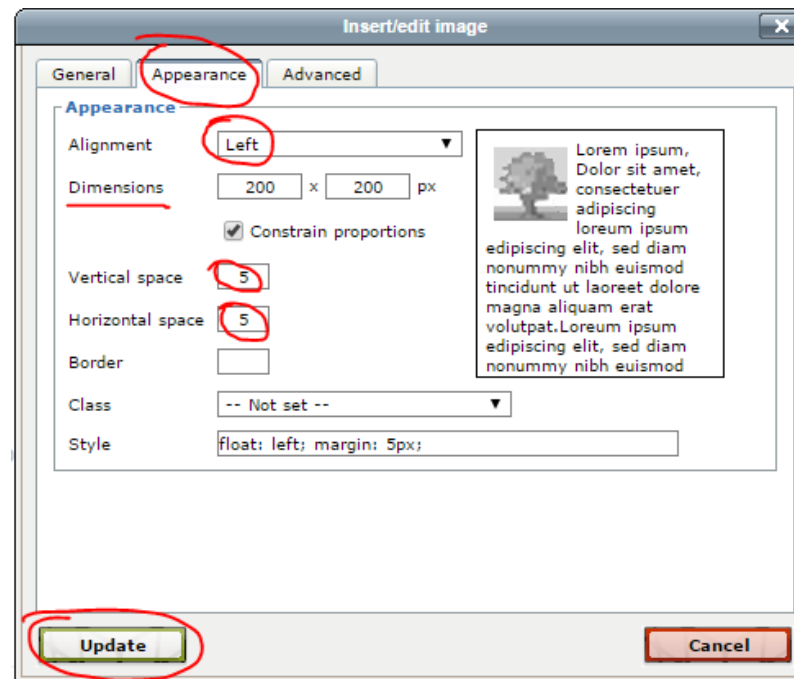 Insert/edit image
General Appearance Advanced
Appearance
Alignment Left
Dimensions 200 x 200 px
Constrain proportions
Vertical space 5
Horizontal space 5
Border
Class -- Not set --
Style float: left; margin: 5px;
Lorem ipsum,
Dolor sit amet,
consectetuer
adipiscing
loreum ipsum
edipiscing elit, sed diam
nonummy nibh euismod
tincidunt ut laoreet dolore
magna aliquam erat
volutpat.Loreum ipsum
edipiscing elit, sed diam
nonummy nibh euismod
Update Cancel